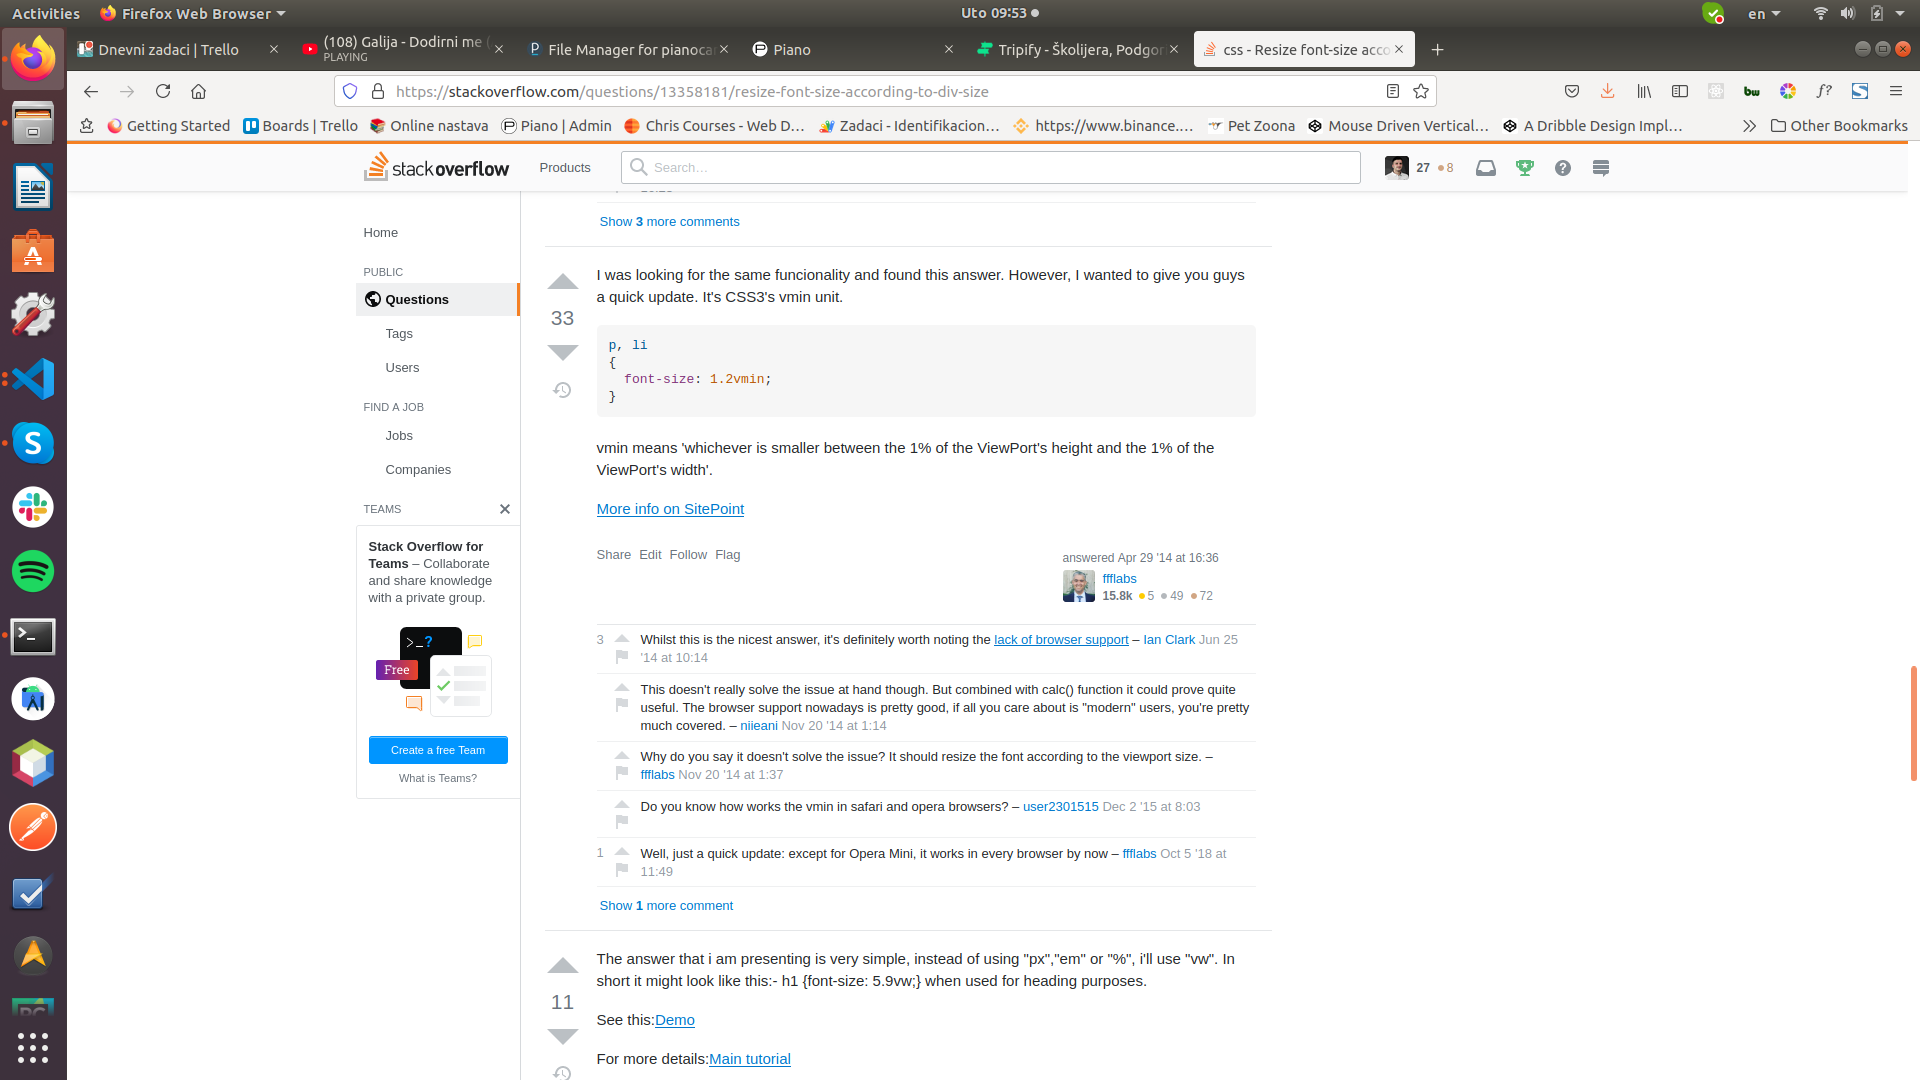 Activities
Firefox Web Browser
Uto 09:53
en
Dnevni zadaci | Trello
(108) Galija - Dodirni me (
PLAYING
File Manager for pianocar
Piano
Tripify - Školijera, Podgor
css - Resize font-size acco
https://stackoverflow.com/questions/13358181/resize-font-size-according-to-div-size
Getting Started
Boards | Trello
Online nastava
Piano | Admin
Chris Courses - Web D…
Zadaci - Identifikacion…
https://www.binance.…
Pet Zoona
Mouse Driven Vertical…
A Dribble Design Impl…
Other Bookmarks
stackoverflow
Products
Search…
27
8
Home
PUBLIC
Questions
Tags
Users
FIND A JOB
Jobs
Companies
TEAMS
Stack Overflow for
Teams – Collaborate
and share knowledge
with a private group.
>_?
Free
Create a free Team
What is Teams?
Show 3 more comments
33
I was looking for the same funcionality and found this answer. However, I wanted to give you guys
a quick update. It's CSS3's vmin unit.
p, li
{
font-size: 1.2vmin;
}
vmin means 'whichever is smaller between the 1% of the ViewPort's height and the 1% of the
ViewPort's width'.
More info on SitePoint
Share Edit Follow Flag
answered Apr 29 '14 at 16:36
ffflabs
15.8k 5 49 72
3 Whilst this is the nicest answer, it's definitely worth noting the lack of browser support – Ian Clark Jun 25
'14 at 10:14
This doesn't really solve the issue at hand though. But combined with calc() function it could prove quite
useful. The browser support nowadays is pretty good, if all you care about is "modern" users, you're pretty
much covered. – niieani Nov 20 '14 at 1:14
Why do you say it doesn't solve the issue? It should resize the font according to the viewport size. –
ffflabs Nov 20 '14 at 1:37
Do you know how works the vmin in safari and opera browsers? – user2301515 Dec 2 '15 at 8:03
1 Well, just a quick update: except for Opera Mini, it works in every browser by now – ffflabs Oct 5 '18 at
11:49
Show 1 more comment
11
The answer that i am presenting is very simple, instead of using "px","em" or "%", i'll use "vw". In
short it might look like this:- h1 {font-size: 5.9vw;} when used for heading purposes.
See this:Demo
For more details:Main tutorial